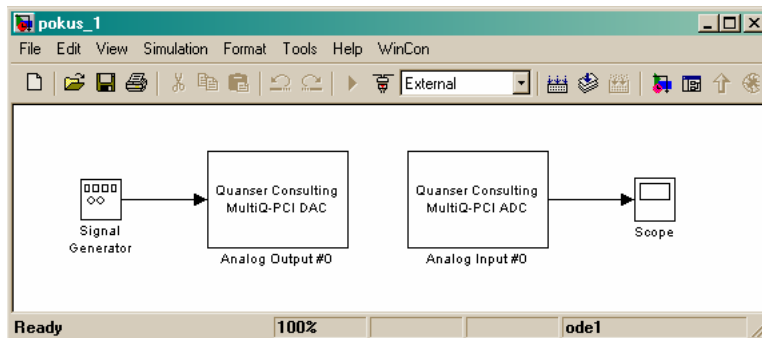 pokus_1
File Edit View Simulation Format Tools Help WinCon
External
Quanser Consulting
MultiQ-PCI DAC
Quanser Consulting
MultiQ-PCI ADC
Signal
Generator
Analog Output #0
Analog Input #0
Scope
Ready 100% ode1